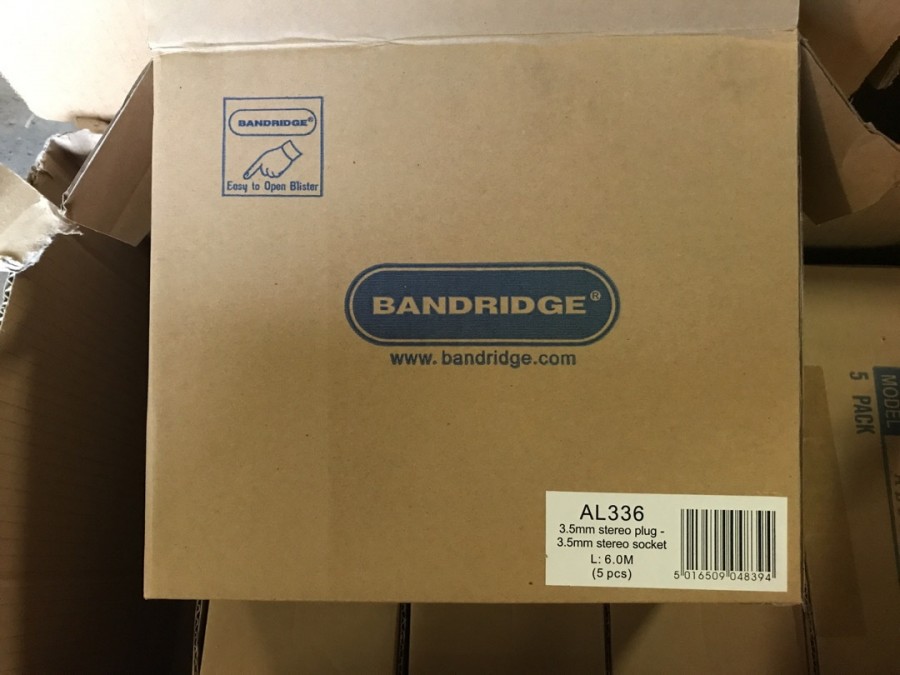 BANDRIDGE®
Easy to Open Blister
BANDRIDGE®
www.bandridge.com
AL336
3.5mm stereo plug -
3.5mm stereo socket
L: 6.0M
(5 pcs)
5 016509 048394
MODEL
5 PACK